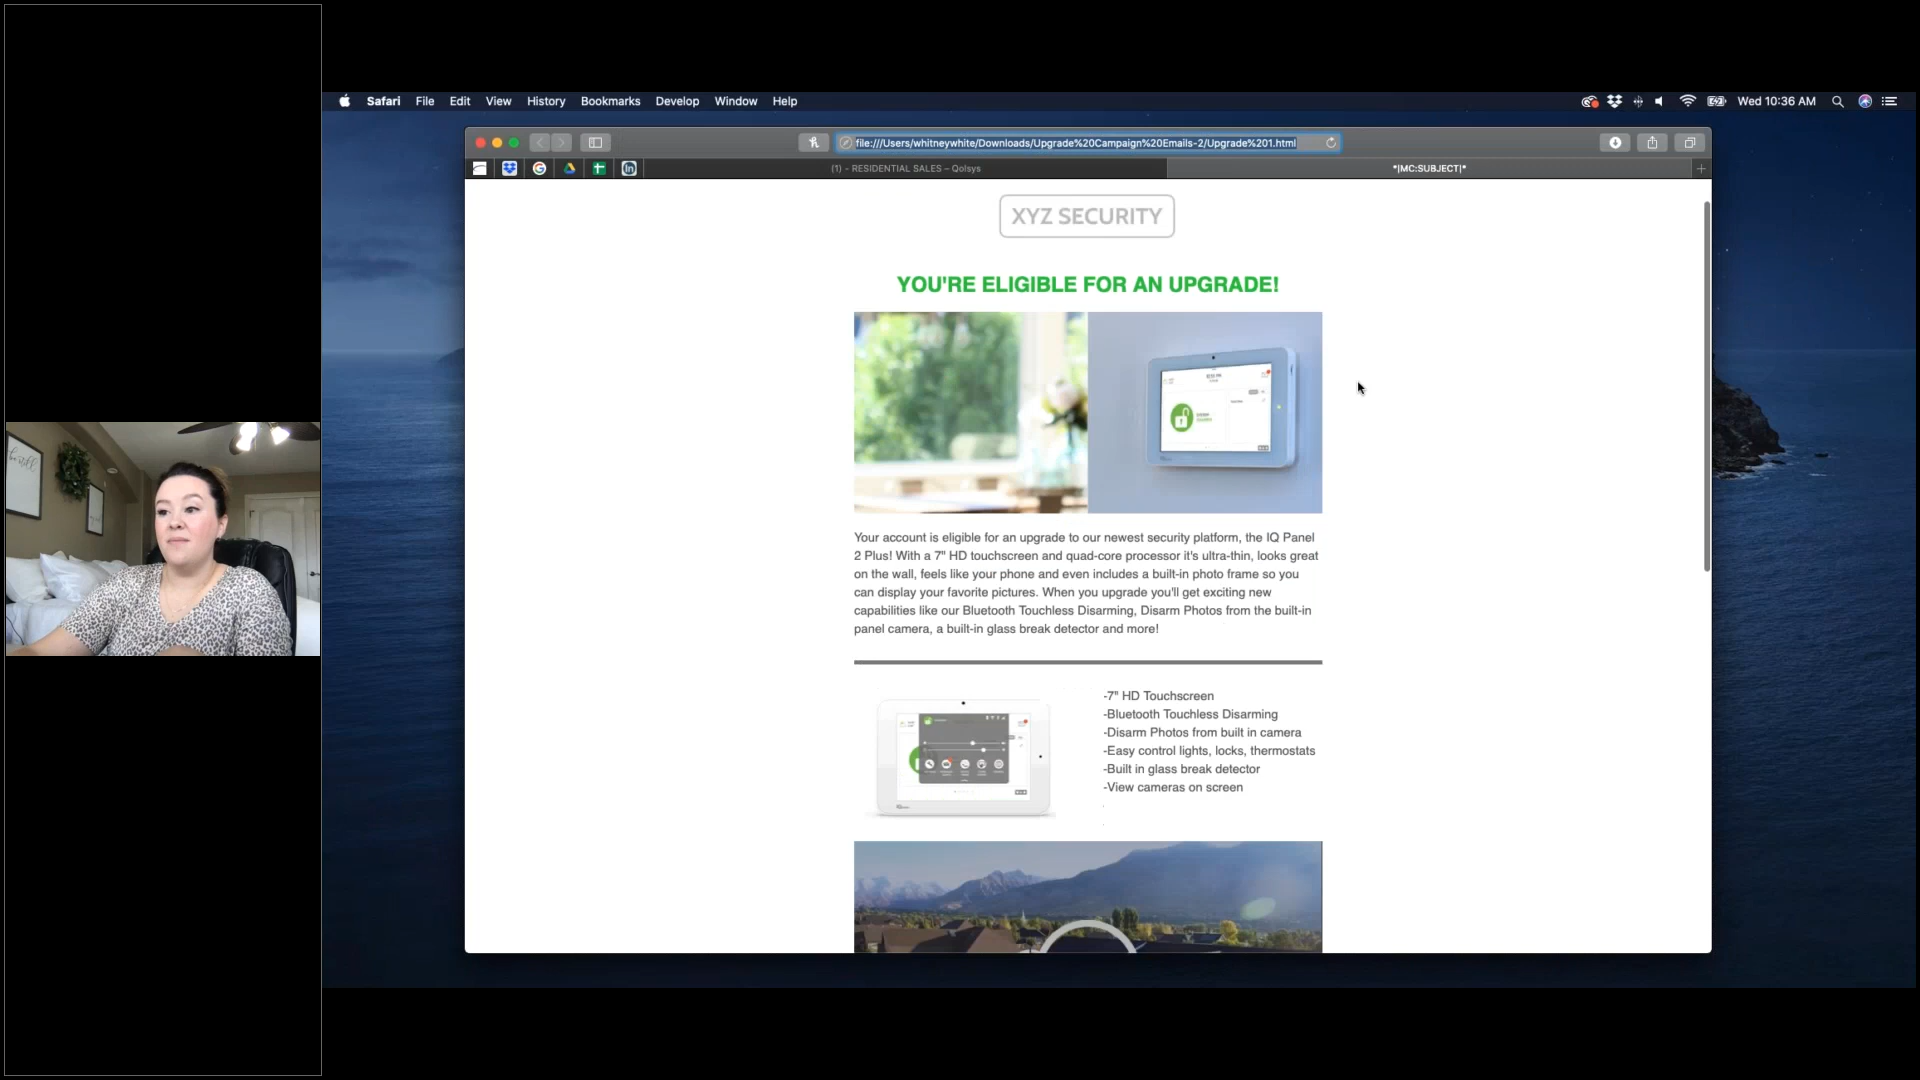 Safari File Edit View History Bookmarks Develop Window Help
Wed 10:36 AM
file:///Users/whitneywhite/Downloads/Upgrade%20Campaign%20Emails-2/Upgrade%201.html
(1) - RESIDENTIAL SALES – Qolsys
*|MC:SUBJECT|*
XYZ SECURITY
YOU'RE ELIGIBLE FOR AN UPGRADE!
Your account is eligible for an upgrade to our newest security platform, the IQ Panel
2 Plus! With a 7" HD touchscreen and quad-core processor it's ultra-thin, looks great
on the wall, feels like your phone and even includes a built-in photo frame so you
can display your favorite pictures. When you upgrade you'll get exciting new
capabilities like our Bluetooth Touchless Disarming, Disarm Photos from the built-in
panel camera, a built-in glass break detector and more!
-7" HD Touchscreen
-Bluetooth Touchless Disarming
-Disarm Photos from built in camera
-Easy control lights, locks, thermostats
-Built in glass break detector
-View cameras on screen